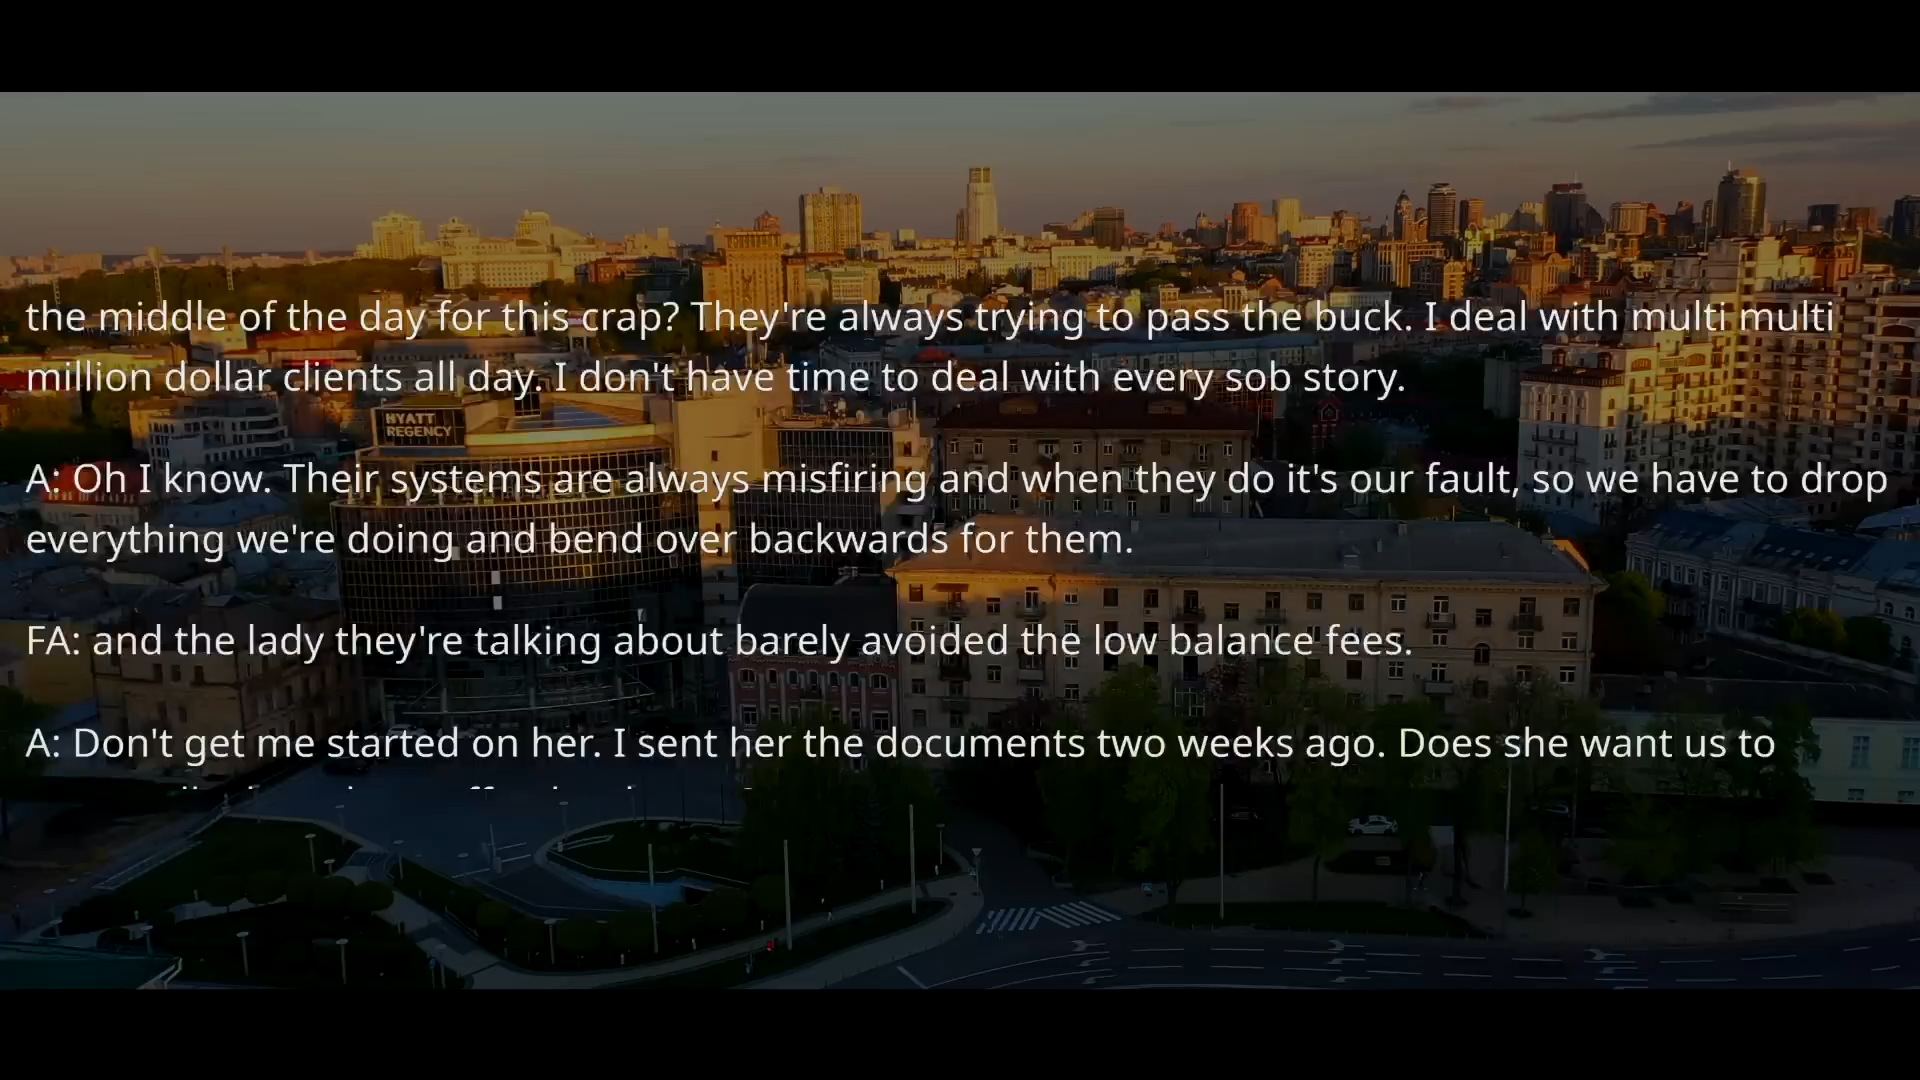 the middle of the day for this crap? They're always trying to pass the buck. I deal with multi multi
million dollar clients all day. I don't have time to deal with every sob story.
HYATT
REGENCY
A: Oh I know. Their systems are always misfiring and when they do it's our fault, so we have to drop
everything we're doing and bend over backwards for them.
FA: and the lady they're talking about barely avoided the low balance fees.
A: Don't get me started on her. I sent her the documents two weeks ago. Does she want us to